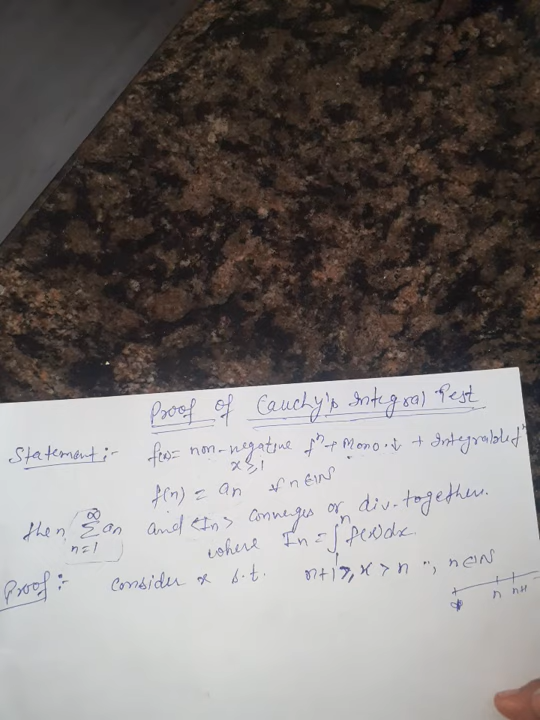 Proof of Cauchy's Integral Test
Statement:- f(x) = non-negative fⁿ + Mono.↓ + Integrable fⁿ
x≥1
f(n) = aₙ ∀ n∈ℕ
then, ∞∑n=1 aₙ and <Iₙ> converges or div. together.
where Iₙ = ∫₁ⁿ f(x)dx.
Proof:- Consider x s.t. n+1 ≥ x > n , n∈ℕ
n n+1